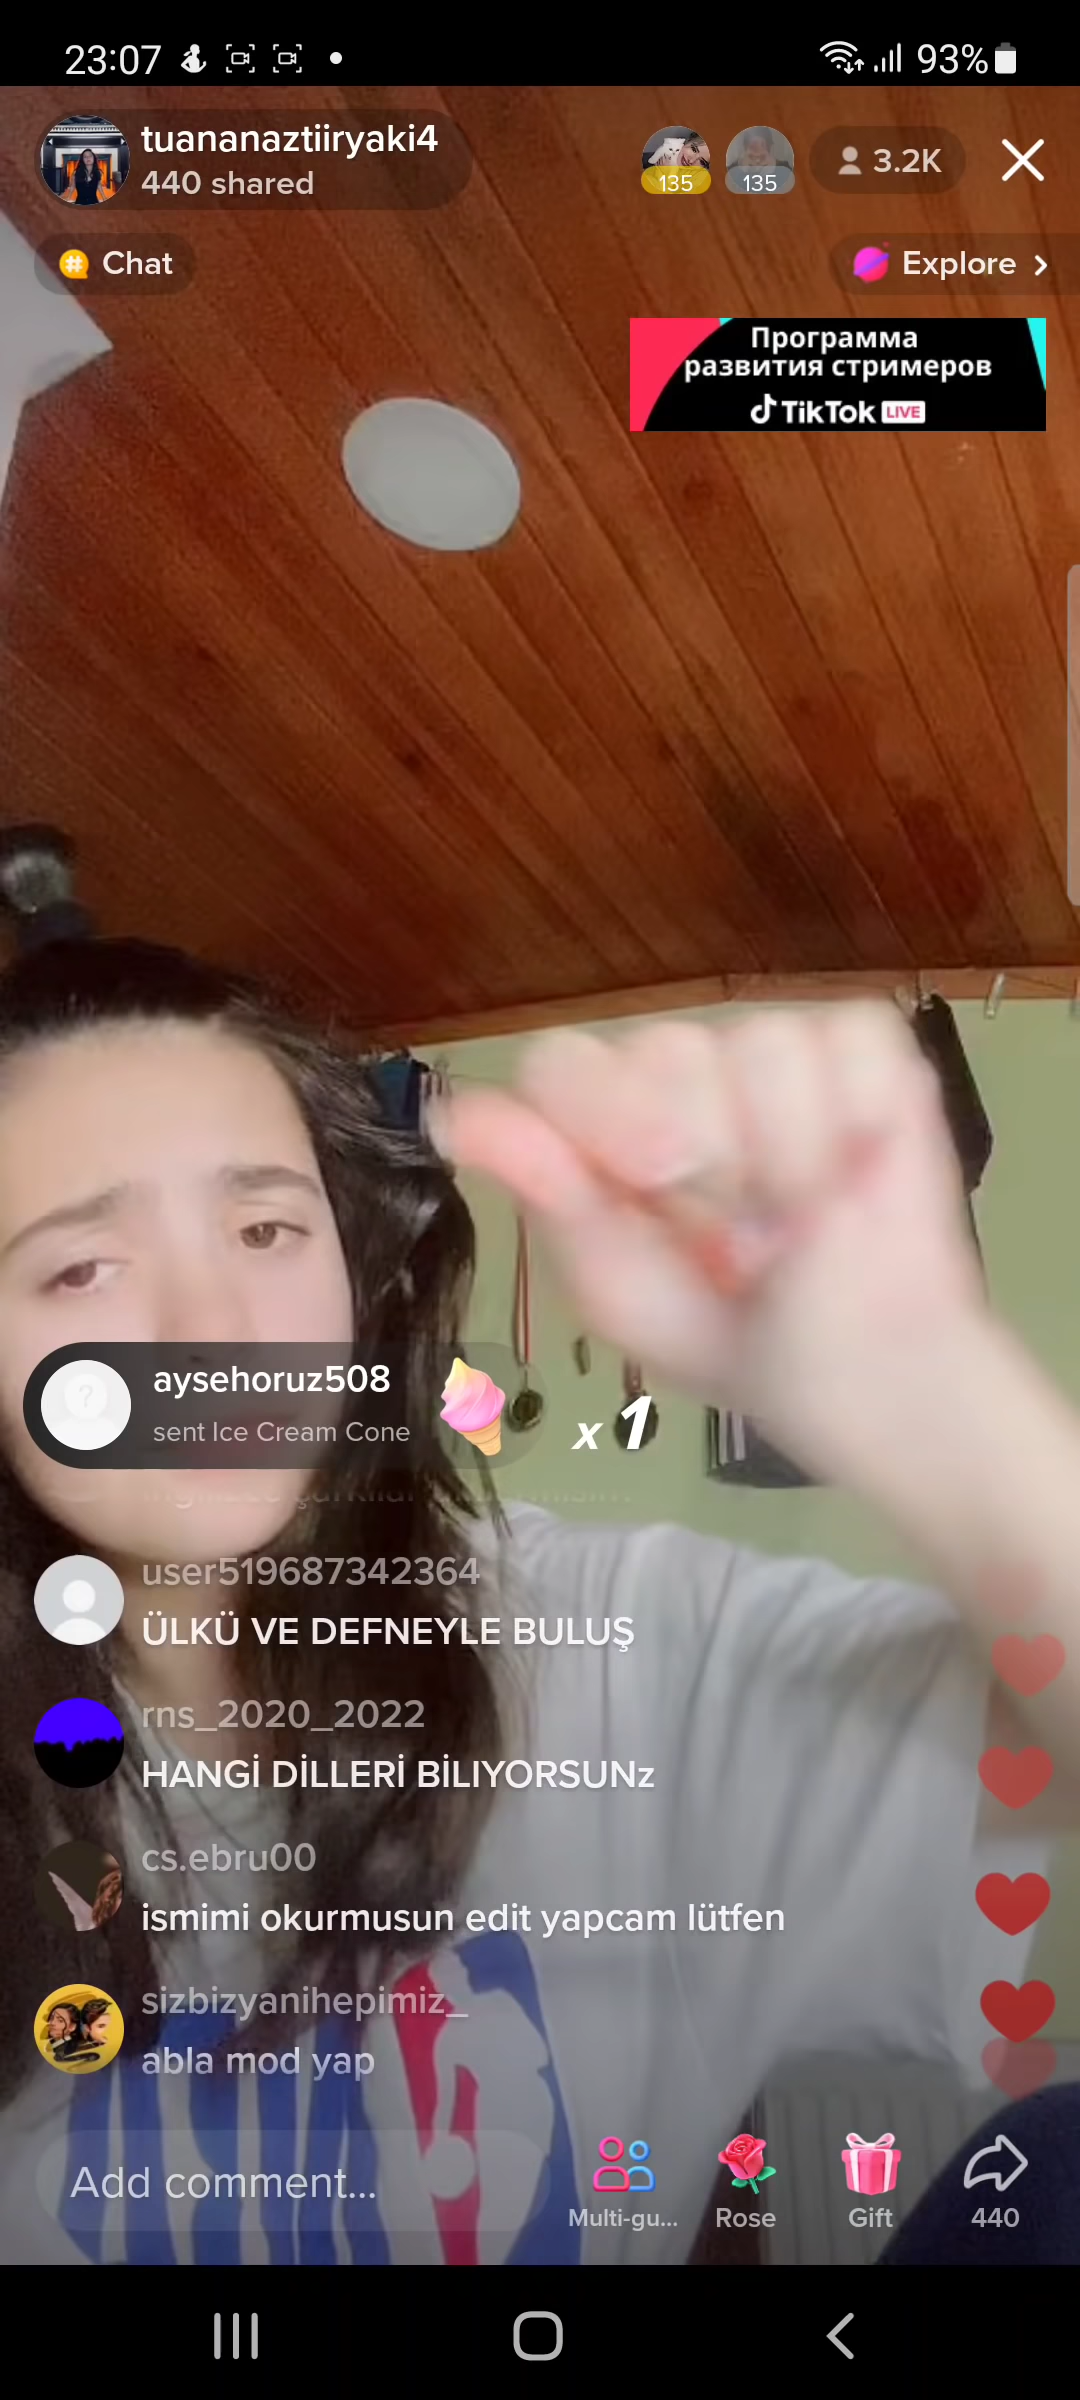 23:07
93%
tuananaztiiryaki4
440 shared
135
135
3.2K
Chat
Explore
Программа
развития стримеров
TikTok LIVE
aysehoruz508
sent Ice Cream Cone
x 1
user519687342364
ÜLKÜ VE DEFNEYLE BULUŞ
rns_2020_2022
HANGİ DİLLERİ BİLIYORSUNz
cs.ebru00
ismimi okurmusun edit yapcam lütfen
sizbizyanihepimiz_
abla mod yap
Add comment...
Multi-gu...
Rose
Gift
440